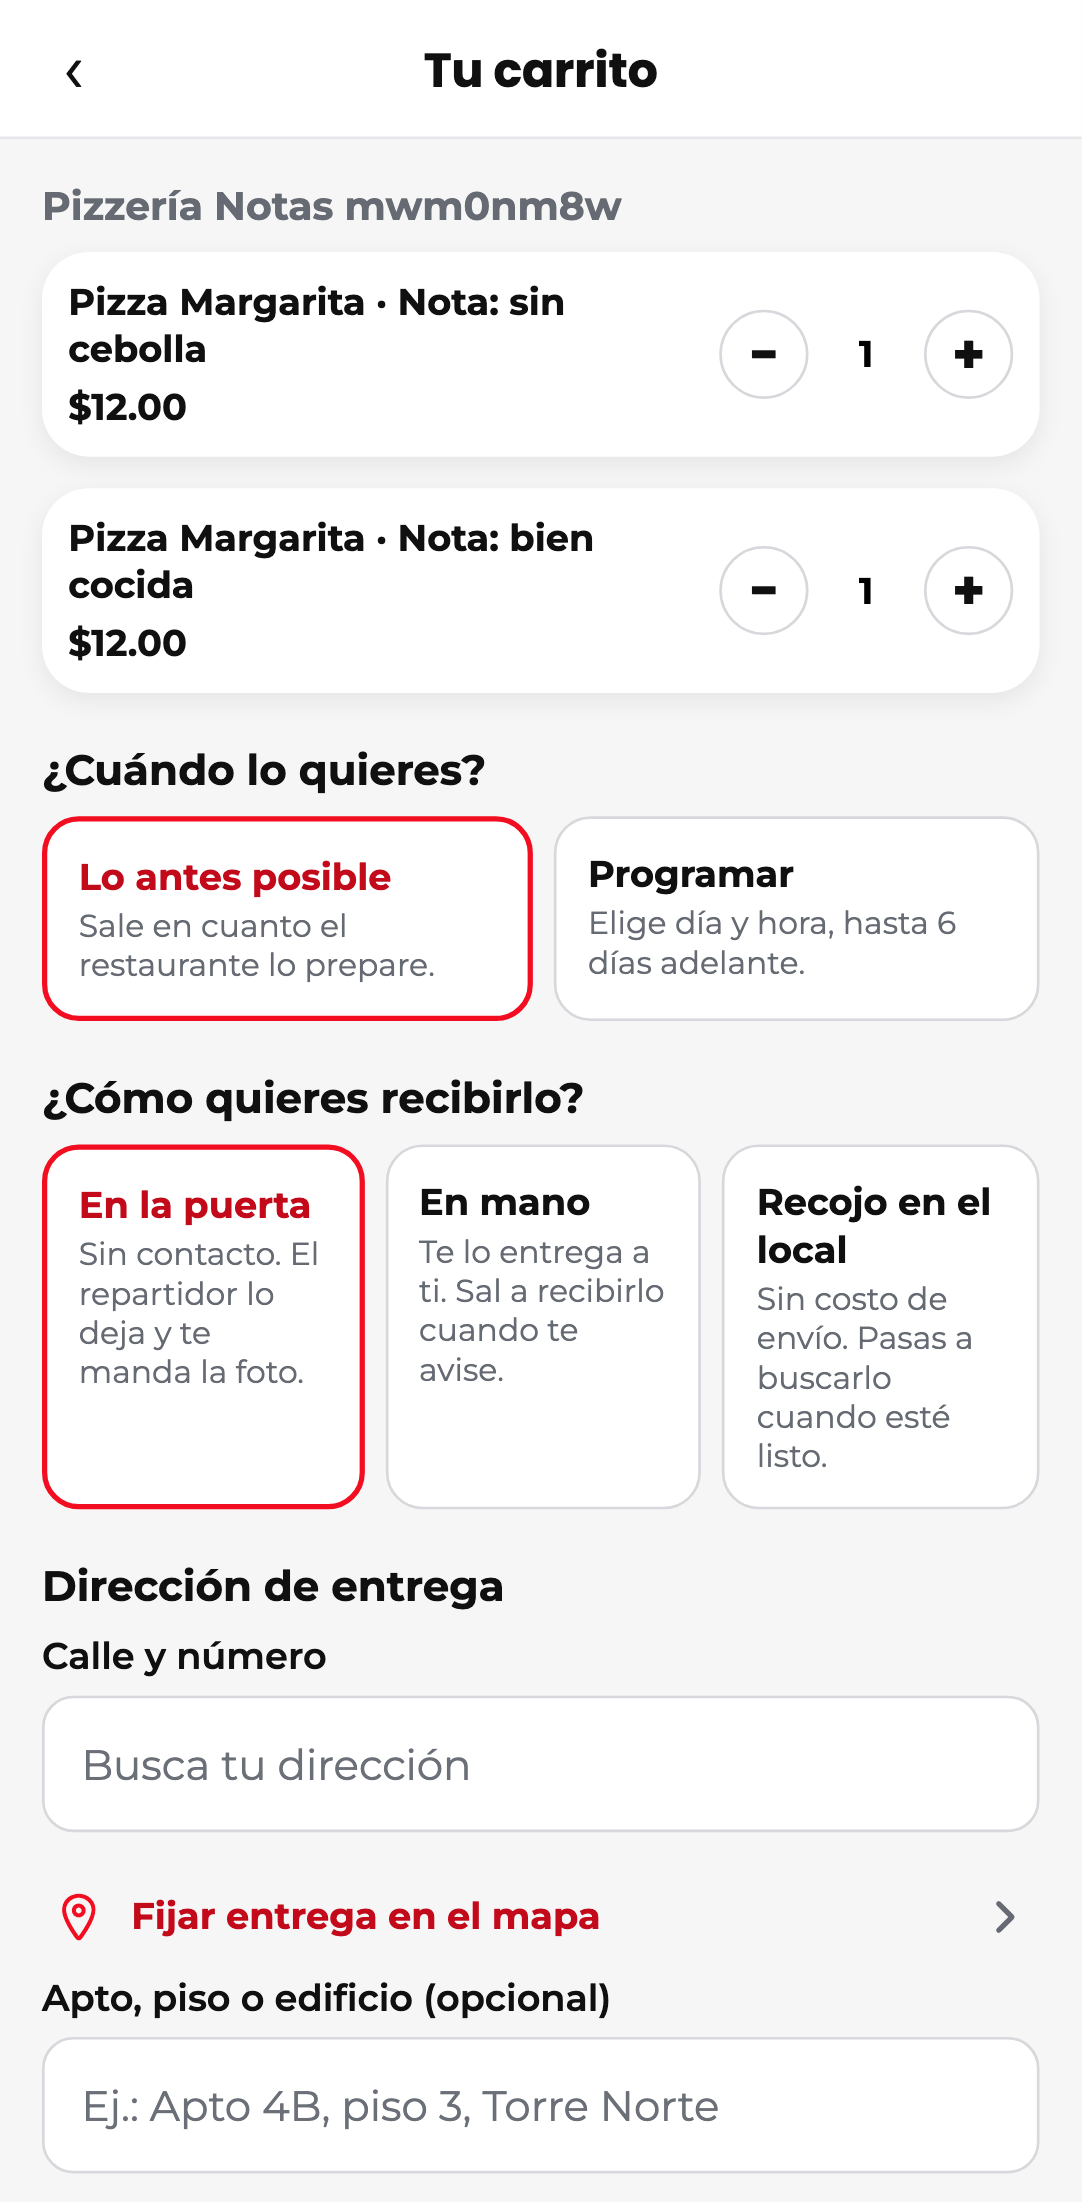 Tu carrito
Pizzería Notas mwm0nm8w
Pizza Margarita · Nota: sin
cebolla
$12.00
1
Pizza Margarita · Nota: bien
cocida
$12.00
1
¿Cuándo lo quieres?
Lo antes posible
Sale en cuanto el
restaurante lo prepare.
Programar
Elige día y hora, hasta 6
días adelante.
¿Cómo quieres recibirlo?
En la puerta
Sin contacto. El
repartidor lo
deja y te
manda la foto.
En mano
Te lo entrega a
ti. Sal a recibirlo
cuando te
avise.
Recojo en el
local
Sin costo de
envío. Pasas a
buscarlo
cuando esté
listo.
Dirección de entrega
Calle y número
Busca tu dirección
Fijar entrega en el mapa
Apto, piso o edificio (opcional)
Ej.: Apto 4B, piso 3, Torre Norte